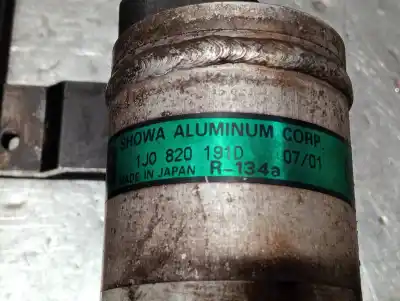 SHOWA ALUMINUM CORP.
1J0 820 191D 07/01
MADE IN JAPAN R-134a